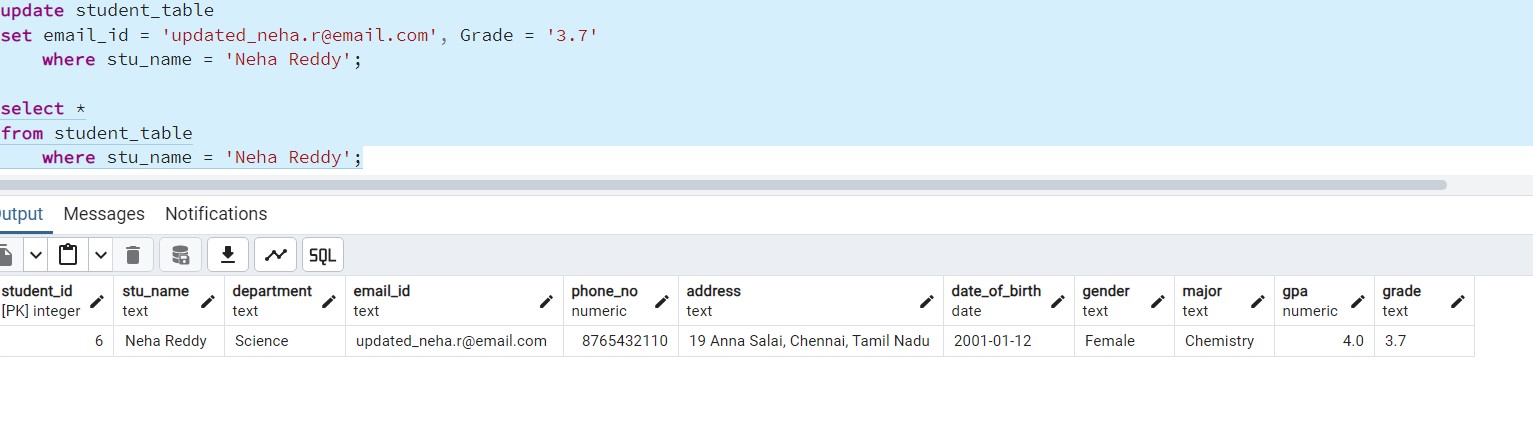 update student_table
set email_id = 'updated_neha.r@email.com', Grade = '3.7'
where stu_name = 'Neha Reddy';
select *
from student_table
where stu_name = 'Neha Reddy';
utput Messages Notifications
SQL
student_id stu_name department email_id phone_no address date_of_birth gender major gpa grade
[PK] integer text text text numeric text date text text numeric text
6 Neha Reddy Science updated_neha.r@email.com 8765432110 19 Anna Salai, Chennai, Tamil Nadu 2001-01-12 Female Chemistry 4.0 3.7